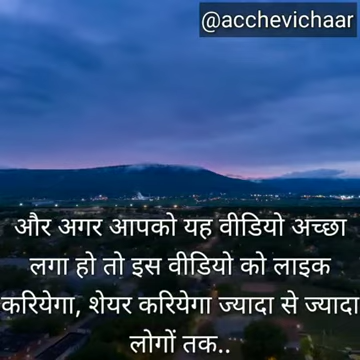 @acchevichaar
और अगर आपको यह वीडियो अच्छा
लगा हो तो इस वीडियो को लाइक
करियेगा, शेयर करियेगा ज्यादा से ज्यादा
लोगों तक..